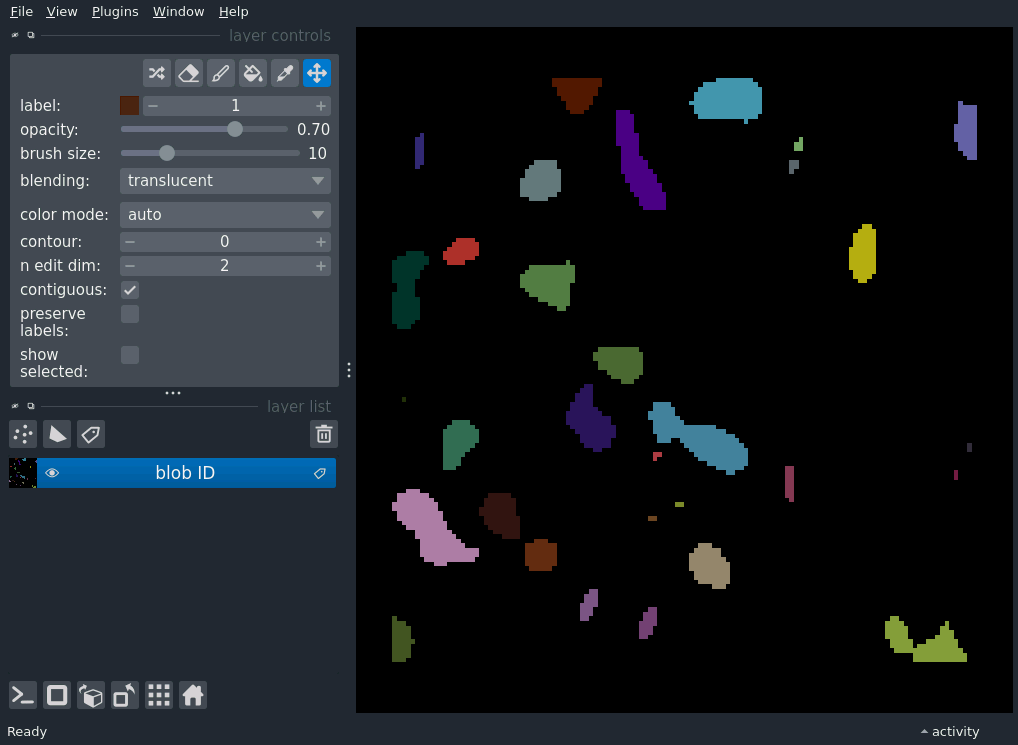 File View Plugins Window Help
layer controls
label: 1
opacity: 0.70
brush size: 10
blending: translucent
color mode: auto
contour: 0
n edit dim: 2
contiguous:
preserve
labels:
show
selected:
layer list
blob ID
Ready
activity